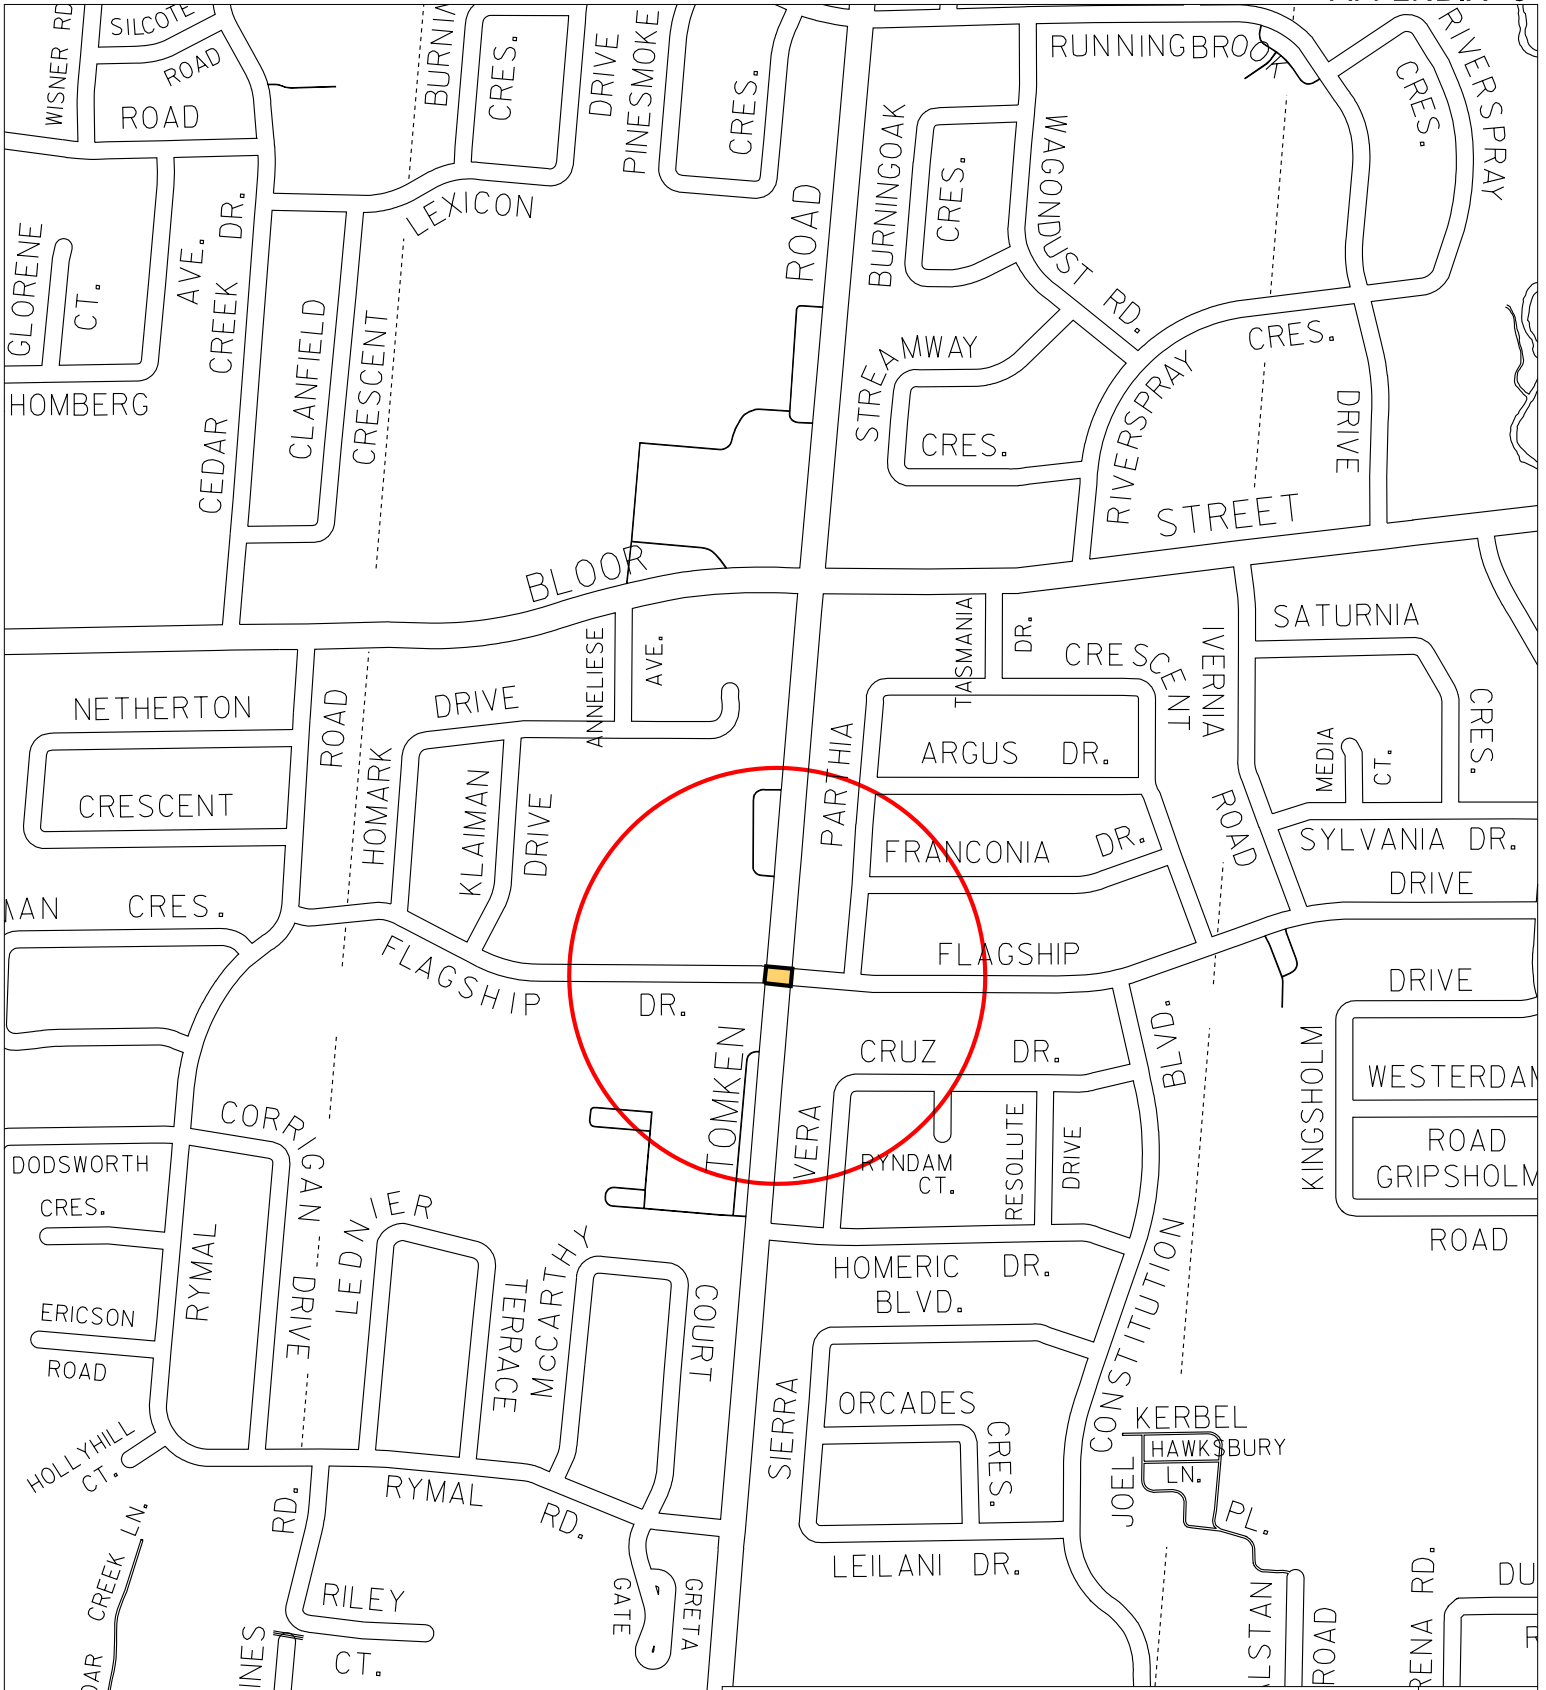 WISNER RD
SILCOTE
ROAD
ROAD
CRES.
DRIVE
PINESMOKE
CRES.
RUNNINGBROOK
CRES.
RIVERSPRAY
LEXICON
ROAD
BURNINGOAK
CRES.
WAGONDUST RD.
GLORENE
CT.
AVE.
CEDAR CREEK DR.
CLANFIELD
CRESCENT
HOMBERG
STREAMWAY
CRES.
RIVERSPRAY
CRES.
DRIVE
BLOOR
STREET
NETHERTON
CRESCENT
ROAD
HOMARK
DRIVE
ANNELIESE
AVE.
KLAIMAN
DRIVE
TASMANIA
DR.
CRESCENT
IVERNIA
ROAD
SATURNIA
CRES.
MEDIA
CT.
PARTHIA
ARGUS DR.
FRANCONIA DR.
SYLVANIA DR.
DRIVE
CRES.
FLAGSHIP
DR.
FLAGSHIP
DRIVE
TOMKEN
CRUZ DR.
VERA
RYNDAM
CT.
RESOLUTE
DRIVE
BLVD.
KINGSHOLM
WESTERDAM
ROAD
GRIPSHOLM
ROAD
CORRIGAN DRIVE
DODSWORTH
CRES.
RYMAL
ERICSON
ROAD
LEDNIER
TERRACE
McCARTHY
COURT
HOMERIC DR.
BLVD.
SIERRA
ORCADES
CRES.
LEILANI DR.
JOEL
CONSTITUTION
KERBEL
HAWKSBURY
LN.
PL.
HOLLYHILL
CT.
RD.
RYMAL RD.
CREEK LN.
RILEY
CT.
GATE
GRETA
ROAD
RD.